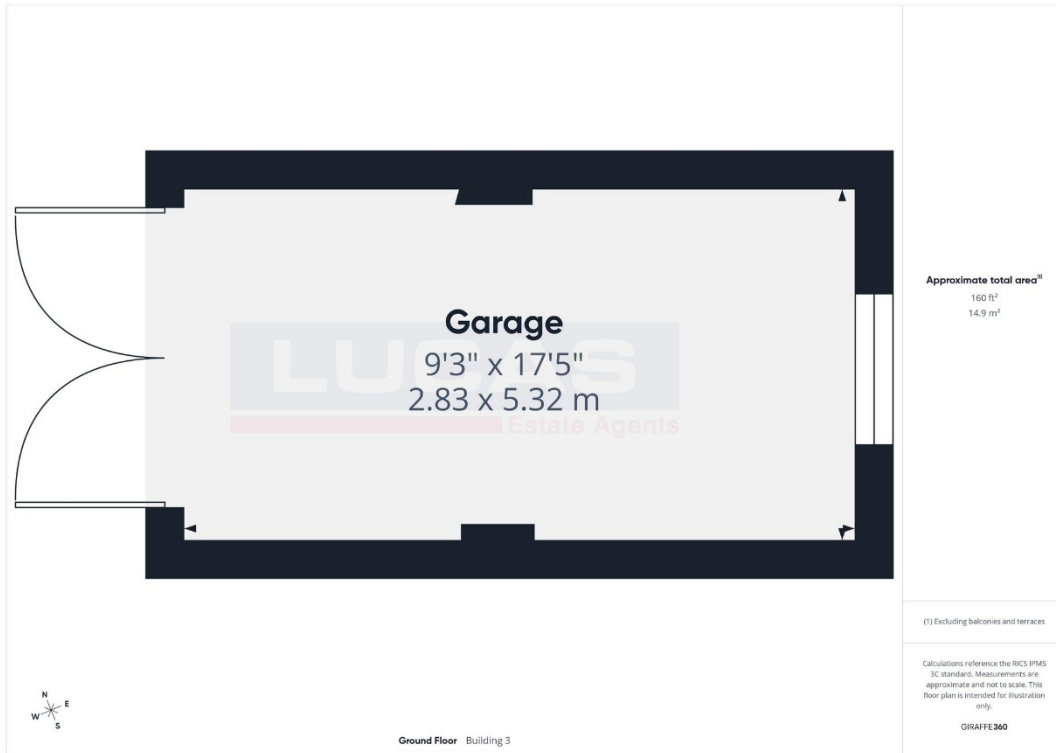 Garage
9'3" x 17'5"
2.83 x 5.32 m
LUCAS
Estate Agents
Approximate total area⁽¹⁾
160 ft²
14.9 m²
(1) Excluding balconies and terraces
Calculations reference the RICS IPMS
3C standard. Measurements are
approximate and not to scale. This
floor plan is intended for illustration
only.
GIRAFFE360
N
E
W
S
Ground Floor Building 3